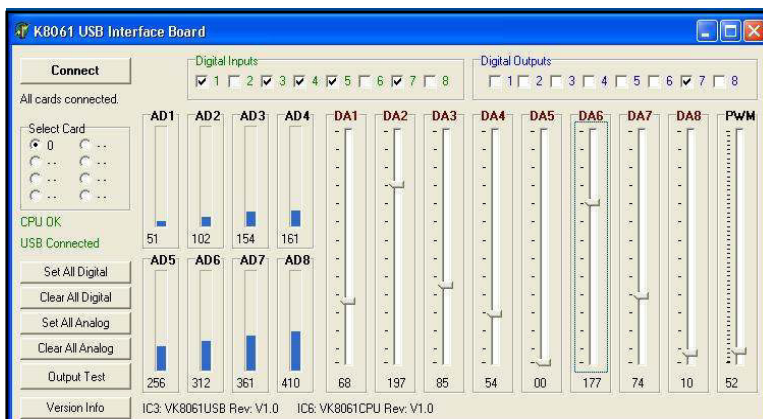 K8061 USB Interface Board
Connect
All cards connected.
Select Card
0 --
-- --
-- --
-- --
CPU OK
USB Connected
Set All Digital
Clear All Digital
Set All Analog
Clear All Analog
Output Test
Version Info
Digital Inputs
1 2 3 4 5 6 7 8
Digital Outputs
1 2 3 4 5 6 7 8
AD1 AD2 AD3 AD4
51 102 154 161
AD5 AD6 AD7 AD8
256 312 361 410
DA1 DA2 DA3 DA4 DA5 DA6 DA7 DA8 PWM
68 197 85 54 00 177 74 10 52
IC3: VK8061USB Rev: V1.0 IC6: VK8061CPU Rev: V1.0